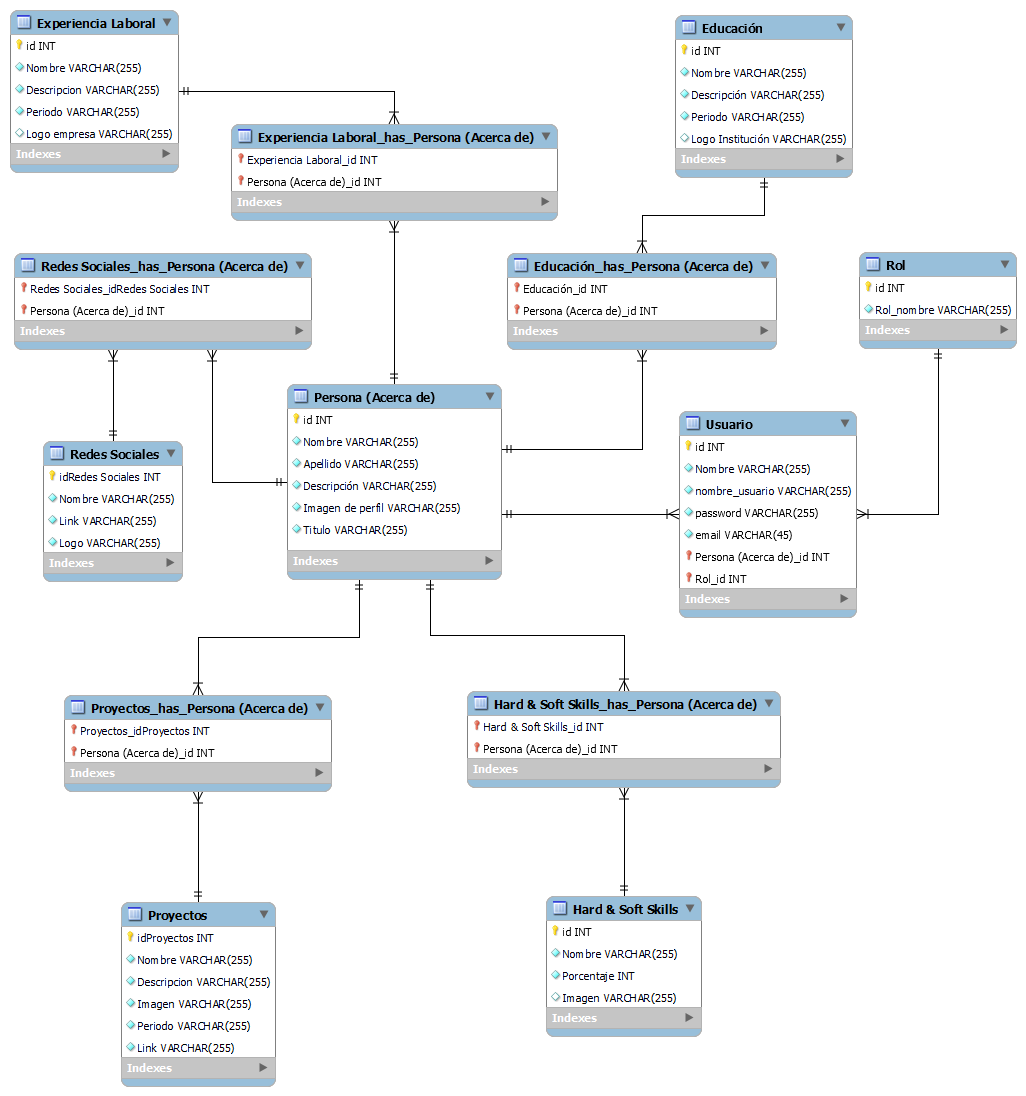 Experiencia Laboral
id INT
Nombre VARCHAR(255)
Descripcion VARCHAR(255)
Periodo VARCHAR(255)
Logo empresa VARCHAR(255)
Indexes
Educación
id INT
Nombre VARCHAR(255)
Descripción VARCHAR(255)
Periodo VARCHAR(255)
Logo Institución VARCHAR(255)
Indexes
Experiencia Laboral_has_Persona (Acerca de)
Experiencia Laboral_id INT
Persona (Acerca de)_id INT
Indexes
Redes Sociales_has_Persona (Acerca de)
Redes Sociales_idRedes Sociales INT
Persona (Acerca de)_id INT
Indexes
Educación_has_Persona (Acerca de)
Educación_id INT
Persona (Acerca de)_id INT
Indexes
Rol
id INT
Rol_nombre VARCHAR(255)
Indexes
Persona (Acerca de)
id INT
Nombre VARCHAR(255)
Apellido VARCHAR(255)
Descripción VARCHAR(255)
Imagen de perfil VARCHAR(255)
Titulo VARCHAR(255)
Indexes
Usuario
id INT
Nombre VARCHAR(255)
nombre_usuario VARCHAR(255)
password VARCHAR(255)
email VARCHAR(45)
Persona (Acerca de)_id INT
Rol_id INT
Indexes
Redes Sociales
idRedes Sociales INT
Nombre VARCHAR(255)
Link VARCHAR(255)
Logo VARCHAR(255)
Indexes
Proyectos_has_Persona (Acerca de)
Proyectos_idProyectos INT
Persona (Acerca de)_id INT
Indexes
Hard & Soft Skills_has_Persona (Acerca de)
Hard & Soft Skills_id INT
Persona (Acerca de)_id INT
Indexes
Proyectos
idProyectos INT
Nombre VARCHAR(255)
Descripcion VARCHAR(255)
Imagen VARCHAR(255)
Periodo VARCHAR(255)
Link VARCHAR(255)
Indexes
Hard & Soft Skills
id INT
Nombre VARCHAR(255)
Porcentaje INT
Imagen VARCHAR(255)
Indexes